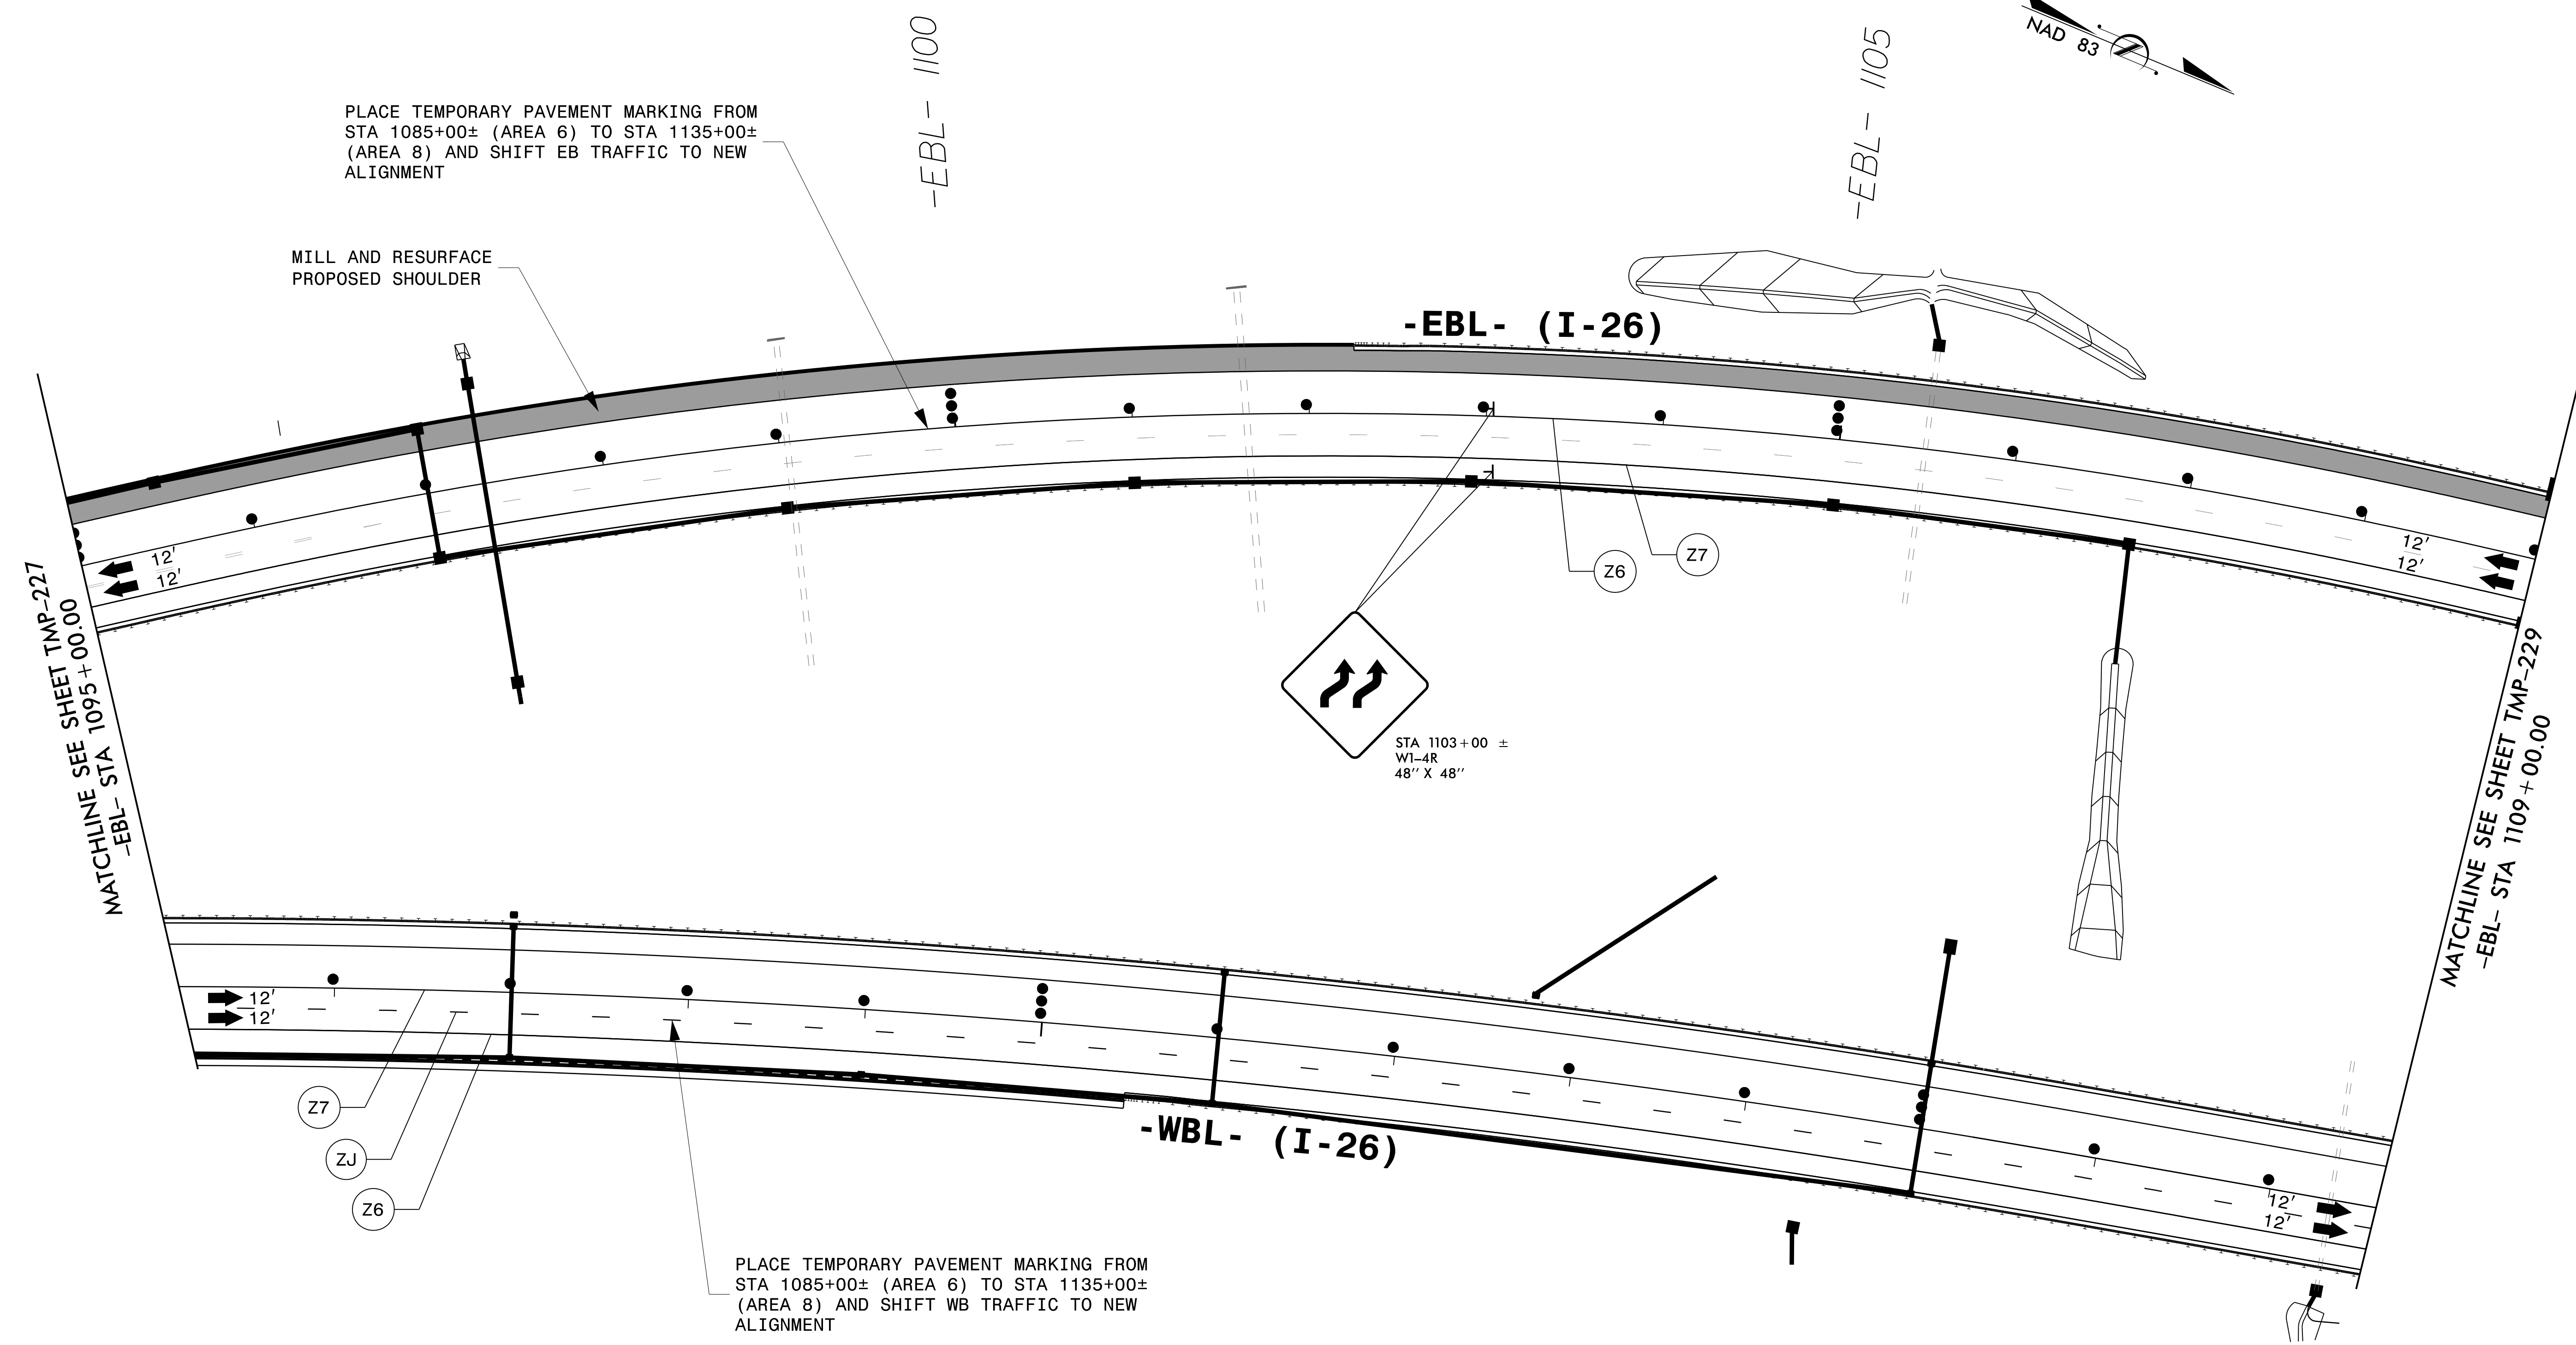 -EBL- 1100
-EBL- 1105
NAD 83
PLACE TEMPORARY PAVEMENT MARKING FROM
STA 1085+00± (AREA 6) TO STA 1135+00±
(AREA 8) AND SHIFT EB TRAFFIC TO NEW
ALIGNMENT
MILL AND RESURFACE
PROPOSED SHOULDER
-EBL- (I-26)
12'
12'
12'
12'
Z6
Z7
MATCHLINE SEE SHEET TMP-227
-EBL- STA 1095+00.00
STA 1103+00 ±
W1-4R
48'' X 48''
MATCHLINE SEE SHEET TMP-229
-EBL- STA 1109+00.00
12'
12'
Z7
ZJ
Z6
-WBL- (I-26)
12'
12'
PLACE TEMPORARY PAVEMENT MARKING FROM
STA 1085+00± (AREA 6) TO STA 1135+00±
(AREA 8) AND SHIFT WB TRAFFIC TO NEW
ALIGNMENT